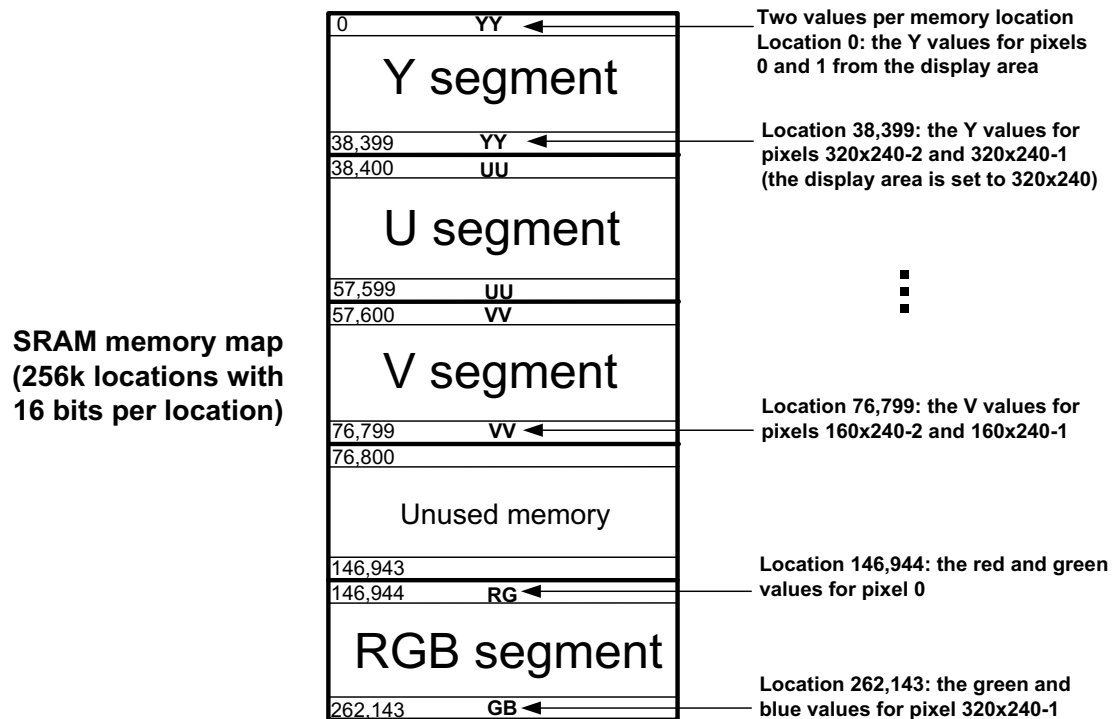 SRAM memory map
(256k locations with
16 bits per location)
0 YY
Y segment
38,399 YY
38,400 UU
U segment
57,599 UU
57,600 VV
V segment
76,799 VV
76,800
Unused memory
146,943
146,944 RG
RGB segment
262,143 GB
Two values per memory location
Location 0: the Y values for pixels
0 and 1 from the display area
Location 38,399: the Y values for
pixels 320x240-2 and 320x240-1
(the display area is set to 320x240)
Location 76,799: the V values for
pixels 160x240-2 and 160x240-1
Location 146,944: the red and green
values for pixel 0
Location 262,143: the green and
blue values for pixel 320x240-1